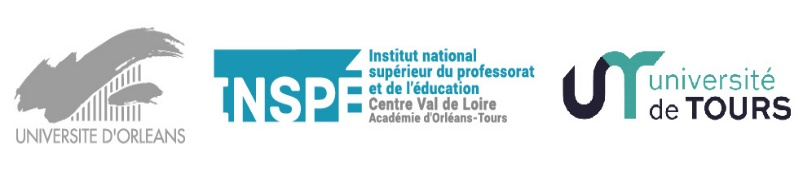 UNIVERSITE D'ORLEANS
INSPÉ
Institut national
supérieur du professorat
et de l'éducation
Centre Val de Loire
Académie d'Orléans-Tours
UT
université
de TOURS